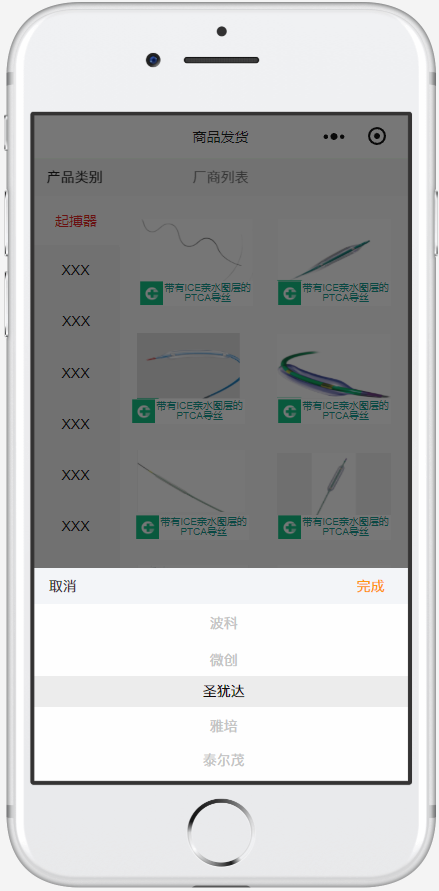 商品发货
产品类别
厂商列表
起搏器
XXX
XXX
XXX
XXX
XXX
XXX
带有ICE亲水图层的
PTCA导丝
带有ICE亲水图层的
PTCA导丝
带有ICE亲水图层的
PTCA导丝
带有ICE亲水图层的
PTCA导丝
带有ICE亲水图层的
PTCA导丝
带有ICE亲水图层的
PTCA导丝
取消
完成
波科
微创
圣犹达
雅培
泰尔茂